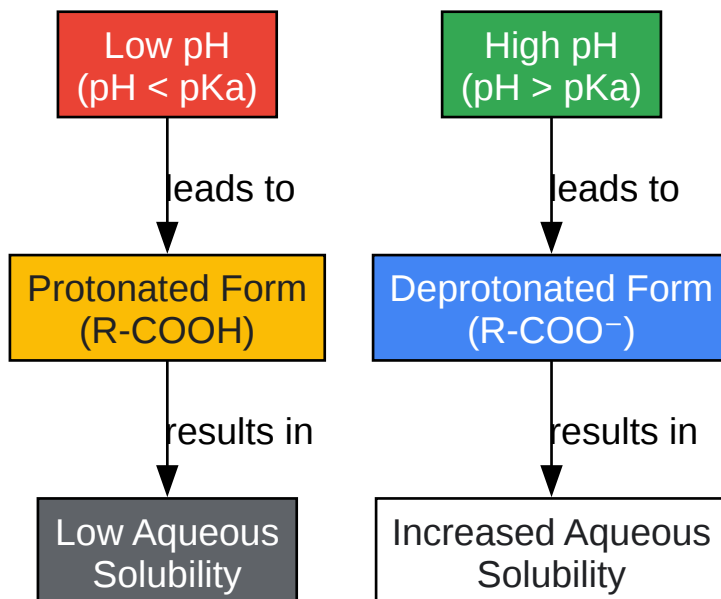 Low pH
(pH < pKa)
High pH
(pH > pKa)
leads to
leads to
Protonated Form
(R-COOH)
Deprotonated Form
(R-COO⁻)
results in
results in
Low Aqueous
Solubility
Increased Aqueous
Solubility